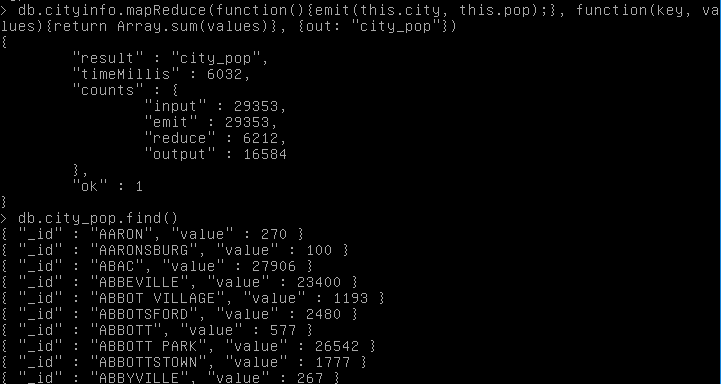 > db.cityinfo.mapReduce(function(){emit(this.city, this.pop);}, function(key, va
lues){return Array.sum(values)}, {out: "city_pop"})
{
        "result" : "city_pop",
        "timeMillis" : 6032,
        "counts" : {
                "input" : 29353,
                "emit" : 29353,
                "reduce" : 6212,
                "output" : 16584
        },
        "ok" : 1
}
> db.city_pop.find()
{ "_id" : "AARON", "value" : 270 }
{ "_id" : "AARONSBURG", "value" : 100 }
{ "_id" : "ABAC", "value" : 27906 }
{ "_id" : "ABBEVILLE", "value" : 23400 }
{ "_id" : "ABBOT VILLAGE", "value" : 1193 }
{ "_id" : "ABBOTSFORD", "value" : 2480 }
{ "_id" : "ABBOTT", "value" : 577 }
{ "_id" : "ABBOTT PARK", "value" : 26542 }
{ "_id" : "ABBOTTSTOWN", "value" : 1777 }
{ "_id" : "ABBYVILLE", "value" : 267 }